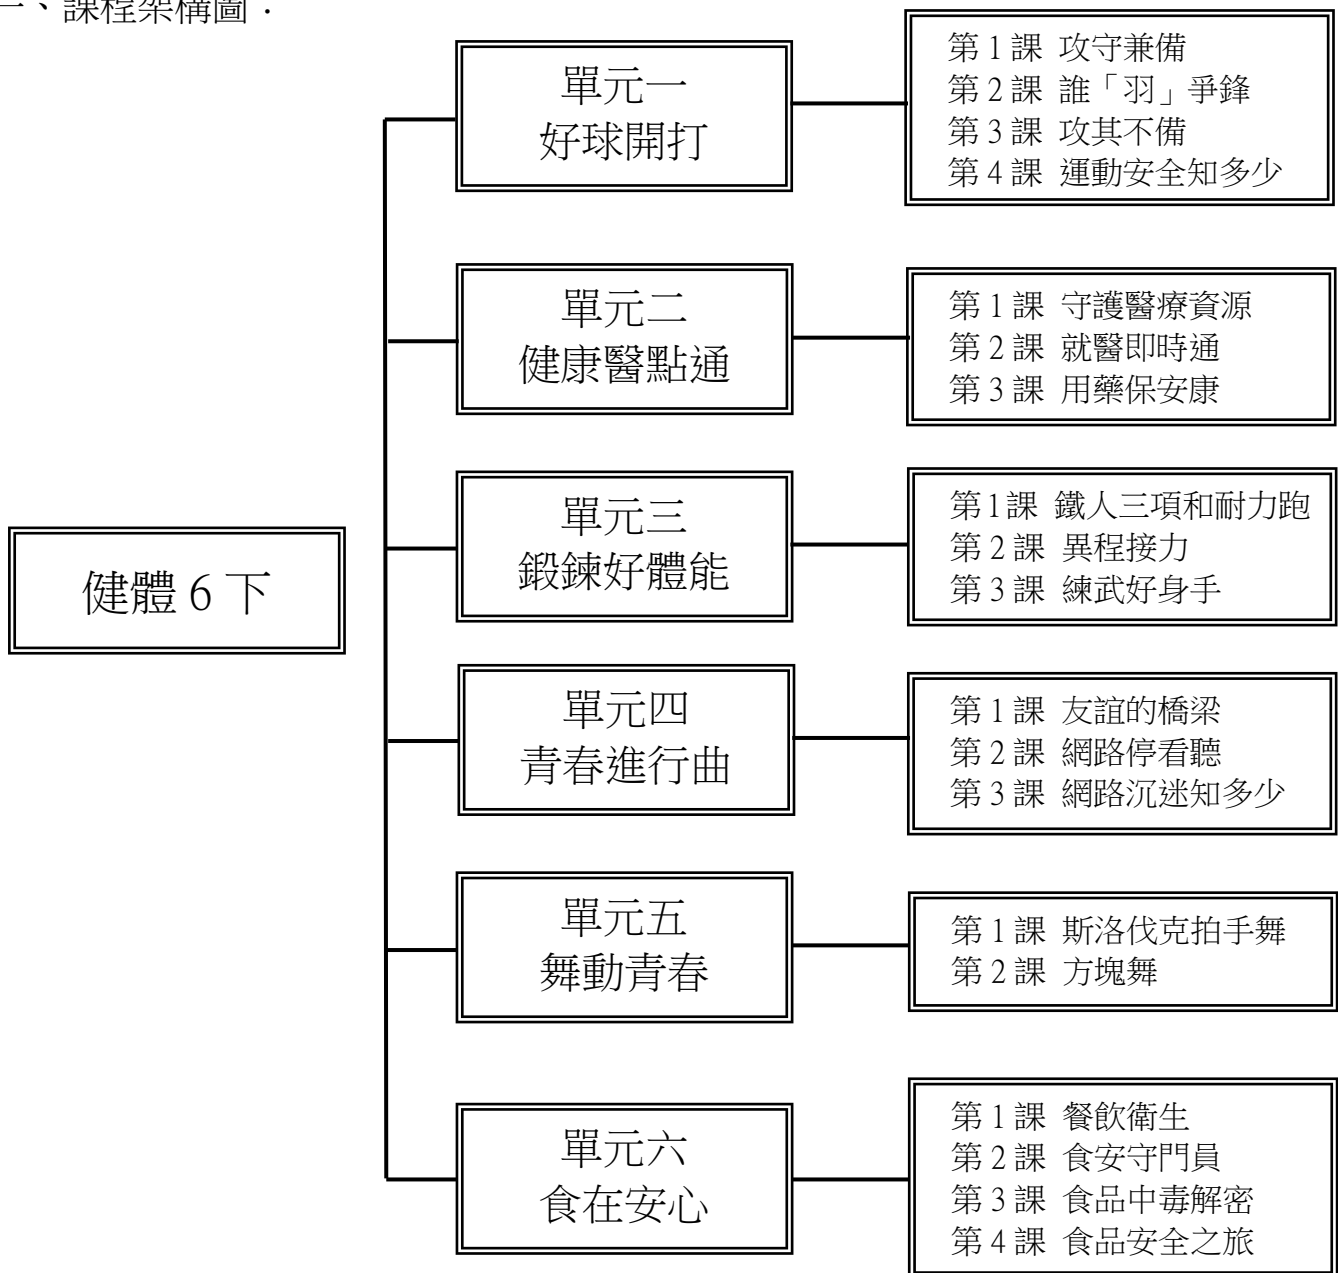 一、課程架構圖：
單元一
好球開打
第 1 課 攻守兼備
第 2 課 誰「羽」爭鋒
第 3 課 攻其不備
第 4 課 運動安全知多少
單元二
健康醫點通
第 1 課 守護醫療資源
第 2 課 就醫即時通
第 3 課 用藥保安康
健體 6 下
單元三
鍛鍊好體能
第 1 課 鐵人三項和耐力跑
第 2 課 異程接力
第 3 課 練武好身手
單元四
青春進行曲
第 1 課 友誼的橋梁
第 2 課 網路停看聽
第 3 課 網路沉迷知多少
單元五
舞動青春
第 1 課 斯洛伐克拍手舞
第 2 課 方塊舞
單元六
食在安心
第 1 課 餐飲衛生
第 2 課 食安守門員
第 3 課 食品中毒解密
第 4 課 食品安全之旅